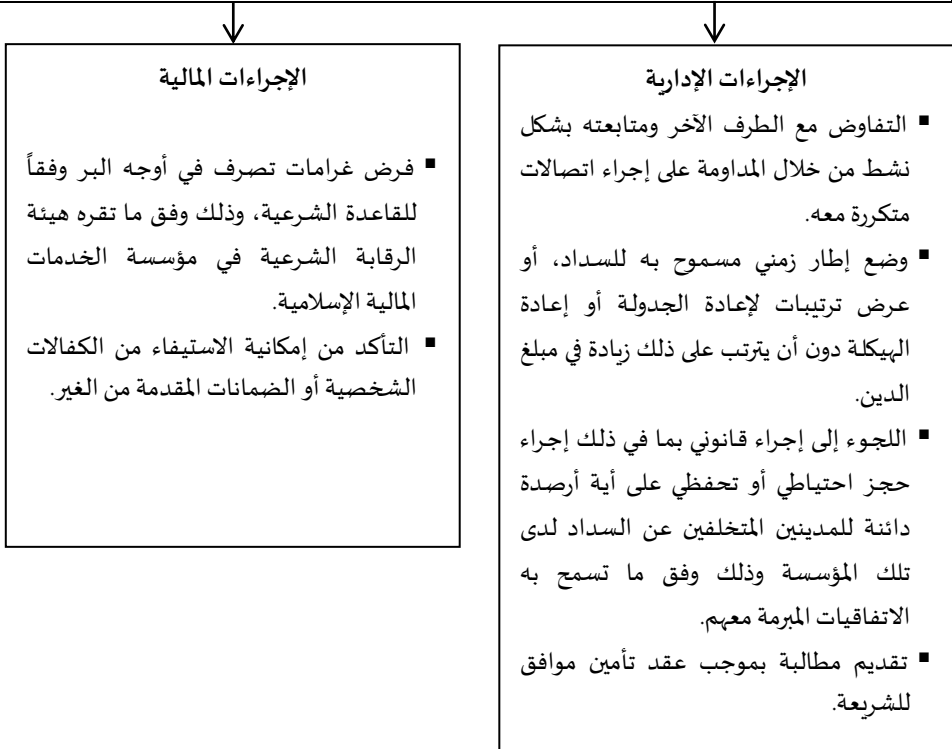 الإجراءات الإدارية
▪ التفاوض مع الطرف الآخر ومتابعته بشكل
نشط من خلال المداومة على إجراء اتصالات
متكررة معه.
▪ وضع إطار زمني مسموح به للسداد، أو
عرض ترتيبات لإعادة الجدولة أو إعادة
الهيكلة دون أن يترتب على ذلك زيادة في مبلغ
الدين.
▪ اللجوء إلى إجراء قانوني بما في ذلك إجراء
حجز احتياطي أو تحفظي على أية أرصدة
دائنة للمدينين المتخلفين عن السداد لدى
تلك المؤسسة وذلك وفق ما تسمح به
الاتفاقيات المبرمة معهم.
▪ تقديم مطالبة بموجب عقد تأمين موافق
للشريعة.
الإجراءات المالية
▪ فرض غرامات تصرف في أوجه البر وفقاً
للقاعدة الشرعية، وذلك وفق ما تقره هيئة
الرقابة الشرعية في مؤسسة الخدمات
المالية الإسلامية.
▪ التأكد من إمكانية الاستيفاء من الكفالات
الشخصية أو الضمانات المقدمة من الغير.